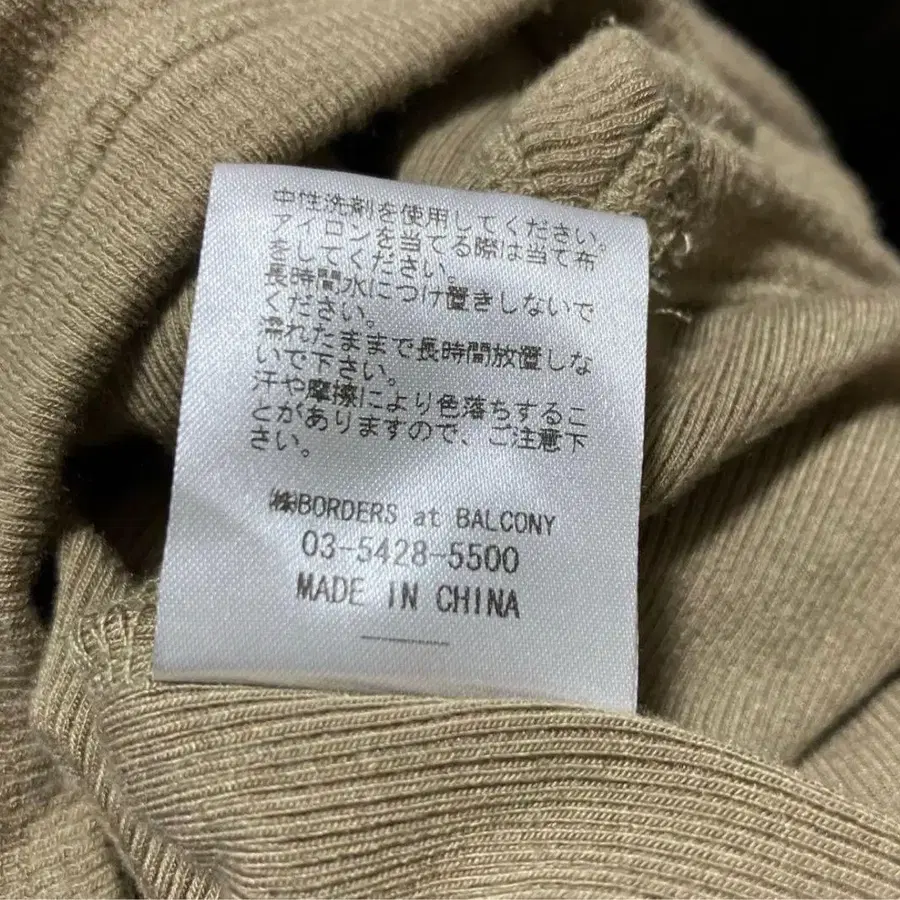 中性洗剤を使用してください。
アイロンを当てる際は当て布
をしてください。
長時間水につけ置きしないで
ください。
濡れたままで長時間放置しな
いで下さい。
汗や摩擦により色落ちするこ
とがありますので、ご注意下
さい。
㈱BORDERS at BALCONY
03-5428-5500
MADE IN CHINA